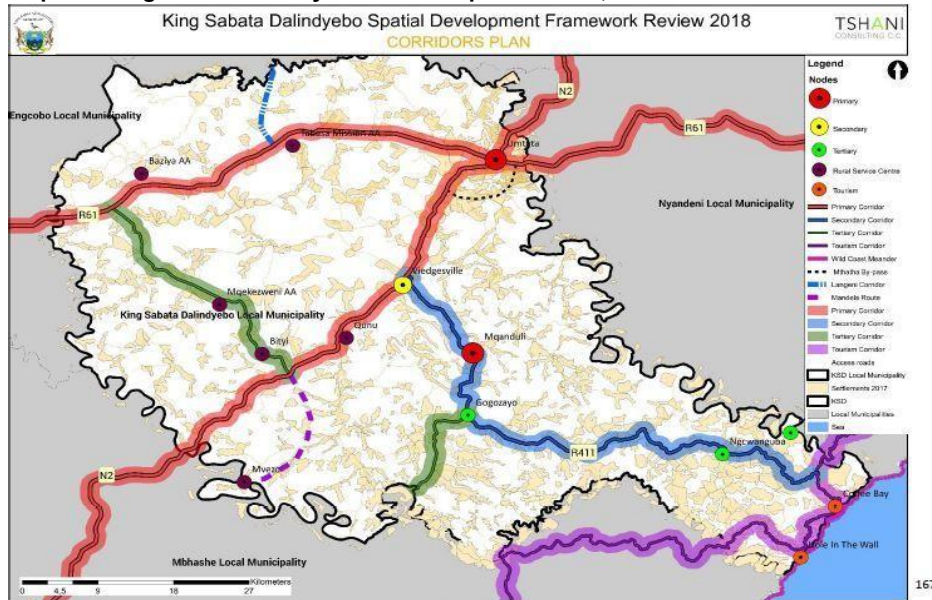 King Sabata Dalindyebo Spatial Development Framework Review 2018
CORRIDORS PLAN
TSHANI
CONSULTING C.C.
Legend
Nodes
Primary
Secondary
Tertiary
Rural Service Centre
Tourism
Primary Corridor
Secondary Corridor
Tertiary Corridor
Tourism Corridor
Wild Coast Meander
Mthatha By-pass
Langeni Corridor
Mandela Route
Primary Corridor
Secondary Corridor
Tertiary Corridor
Tourism Corridor
Access roads
KSD Local Municipality
Settlements 2017
KSD
Local Municipalities
Sea
N2
R61
Engcobo Local Municipality
Baziya AA
Mission AA
Umtata
Nyandeni Local Municipality
R61
Viedgesville
Mqekezweni AA
King Sabata Dalindyebo Local Municipality
Qunu
Bityi
Mqanduli
Gogozayo
R411
Ngcwanguba
N2
Mvezo
Coffee Bay
Hole In The Wall
Mbhashe Local Municipality
Kilometers
0 4.5 9 18 27
167